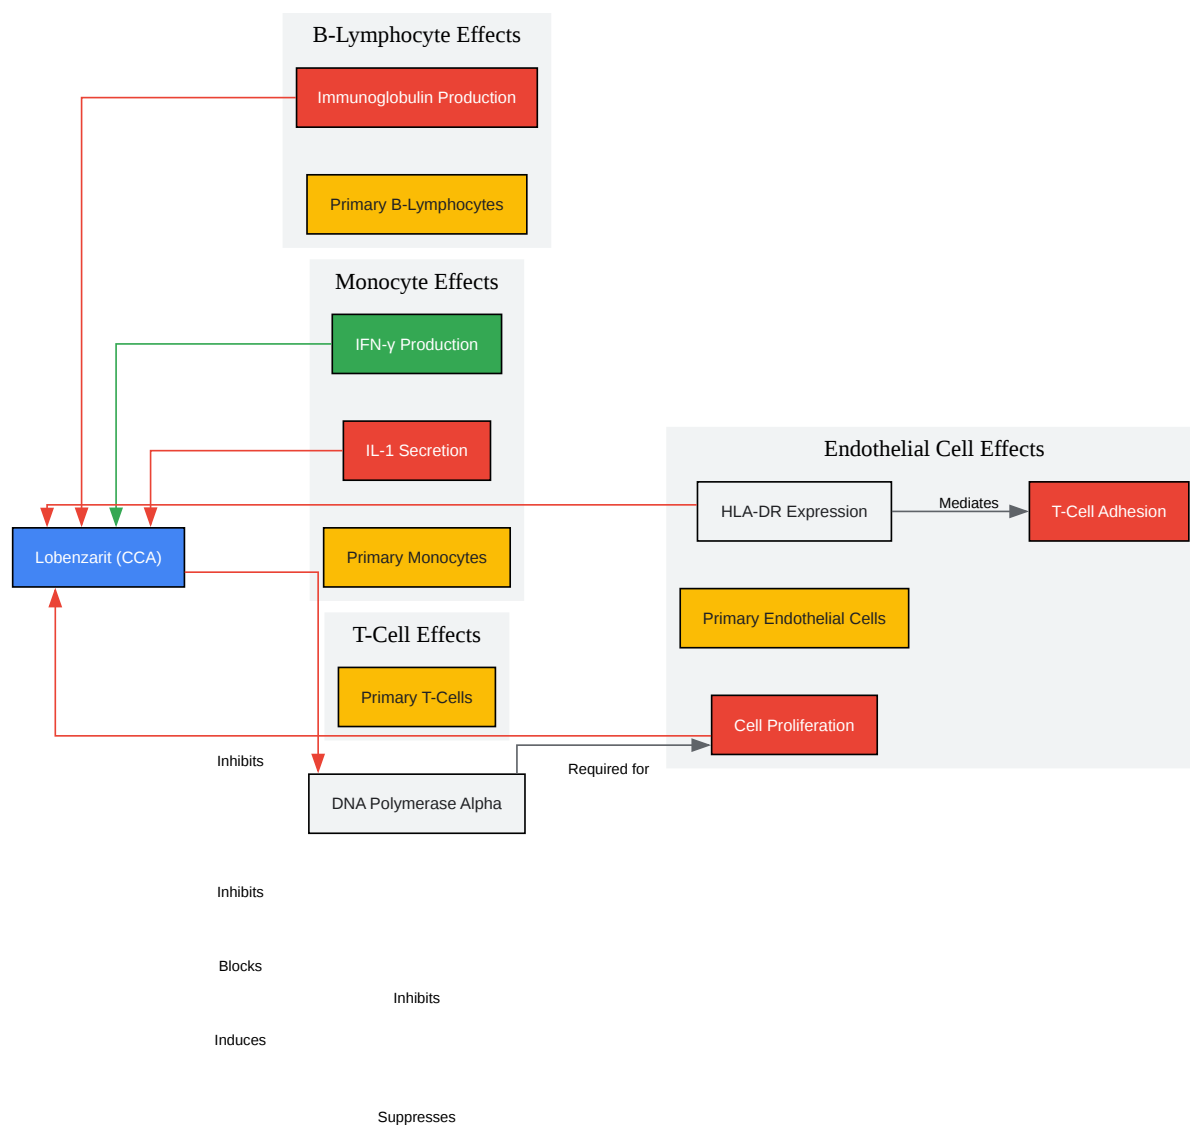 B-Lymphocyte Effects
Immunoglobulin Production
Primary B-Lymphocytes
Monocyte Effects
IFN-γ Production
IL-1 Secretion
Primary Monocytes
Lobenzarit (CCA)
T-Cell Effects
Primary T-Cells
DNA Polymerase Alpha
Endothelial Cell Effects
HLA-DR Expression
Mediates
T-Cell Adhesion
Primary Endothelial Cells
Cell Proliferation
Required for
Inhibits
Inhibits
Blocks
Inhibits
Induces
Suppresses